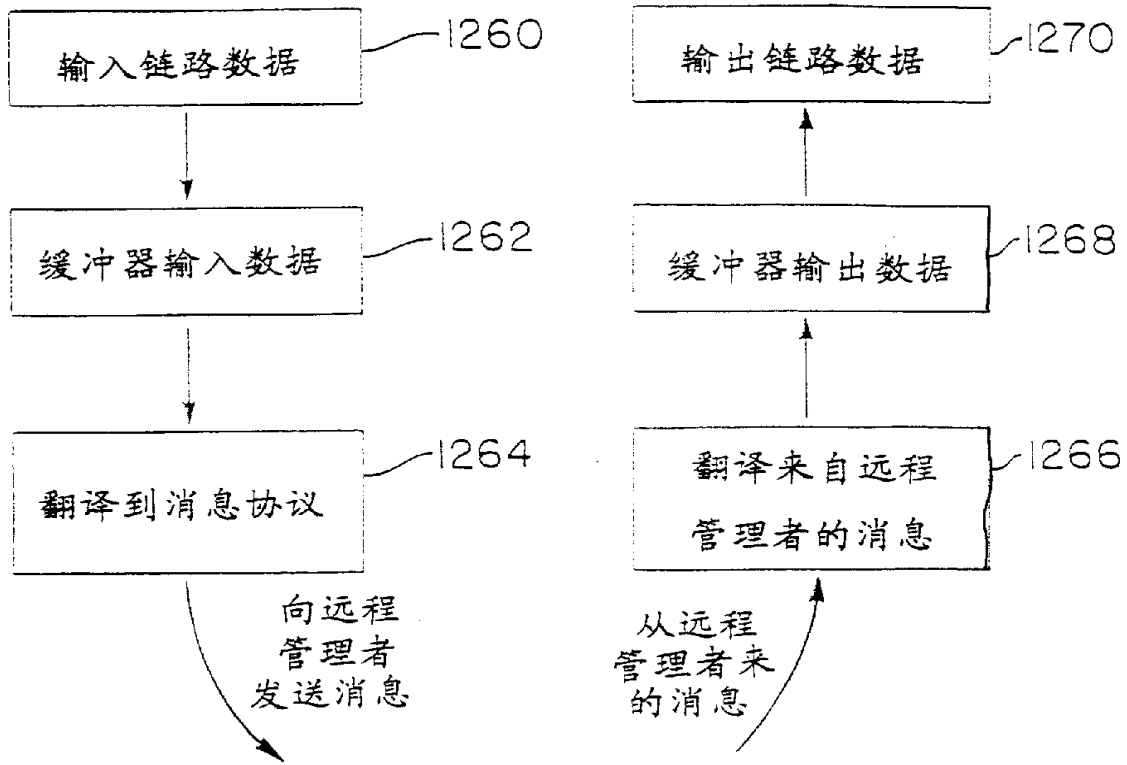 输入链路数据
1260
缓冲器输入数据
1262
翻译到消息协议
1264
向远程
管理者
发送消息
输出链路数据
1270
缓冲器输出数据
1268
翻译来自远程
管理者的消息
1266
从远程
管理者来
的消息